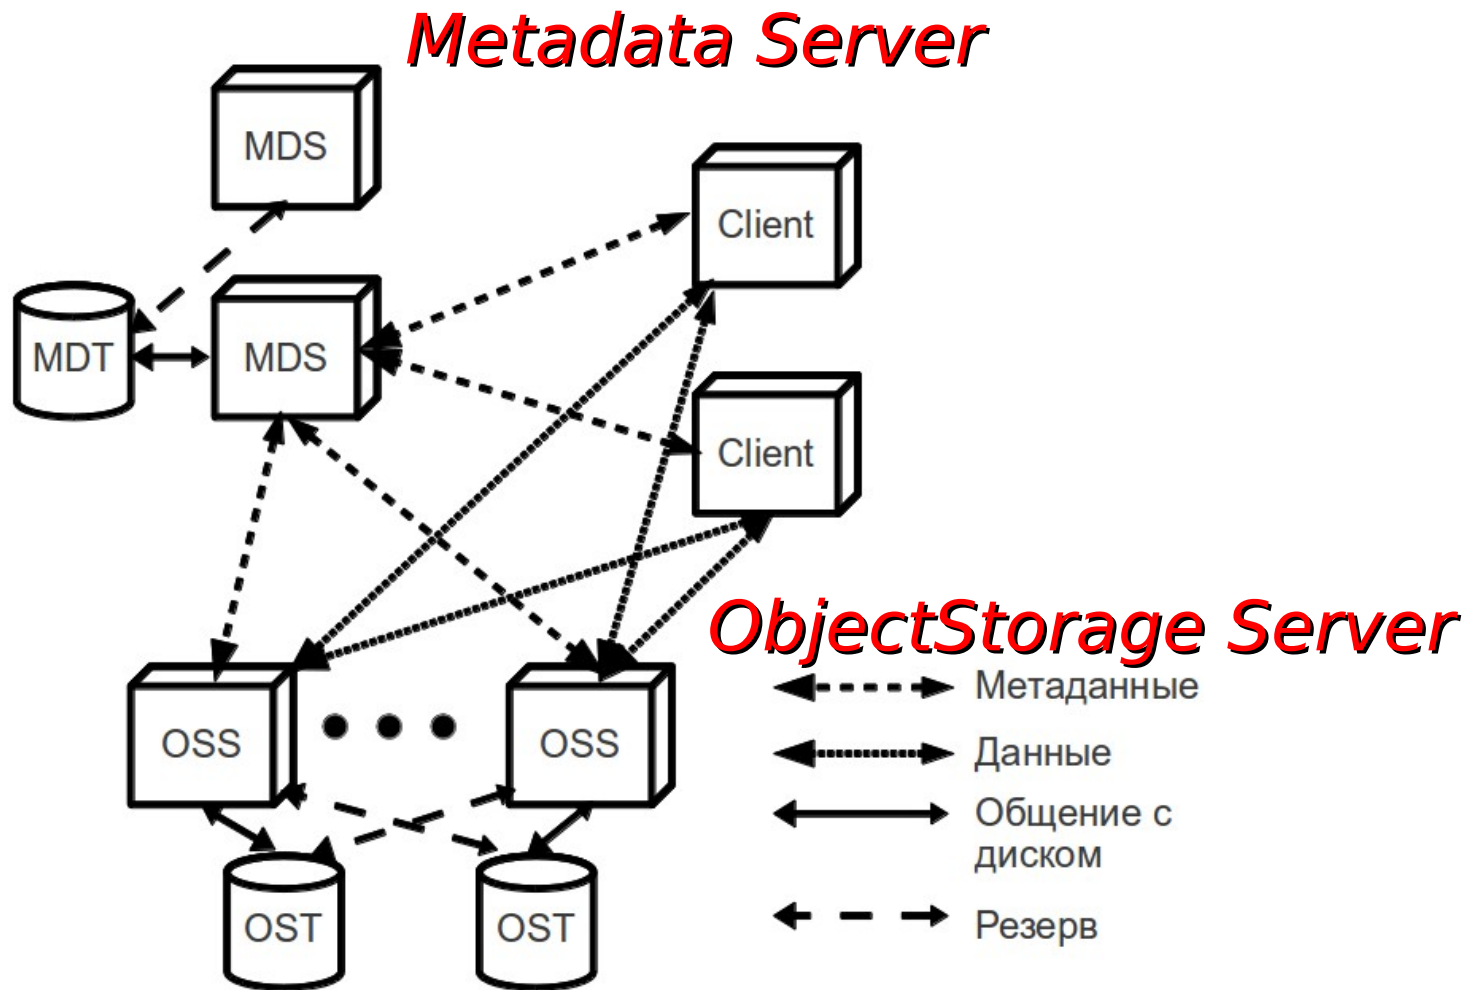 Metadata Server
MDS
Client
MDT
MDS
Client
ObjectStorage Server
Метаданные
OSS
OSS
Данные
Общение с
диском
OST
OST
Резерв